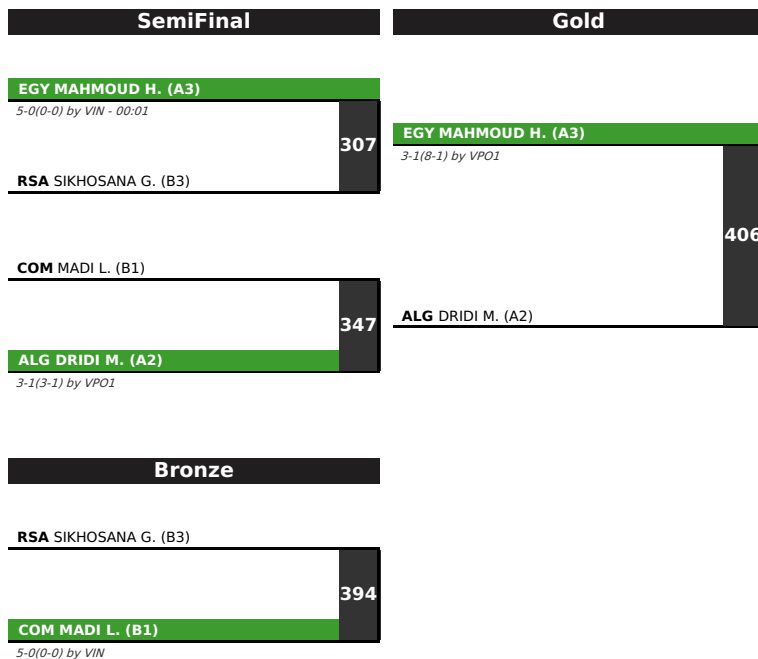 SemiFinal
EGY MAHMOUD H. (A3)
5-0(0-0) by VIN - 00:01
307
RSA SIKHOSANA G. (B3)
COM MADI L. (B1)
347
ALG DRIDI M. (A2)
3-1(3-1) by VPO1
Gold
EGY MAHMOUD H. (A3)
3-1(8-1) by VPO1
406
ALG DRIDI M. (A2)
Bronze
RSA SIKHOSANA G. (B3)
394
COM MADI L. (B1)
5-0(0-0) by VIN